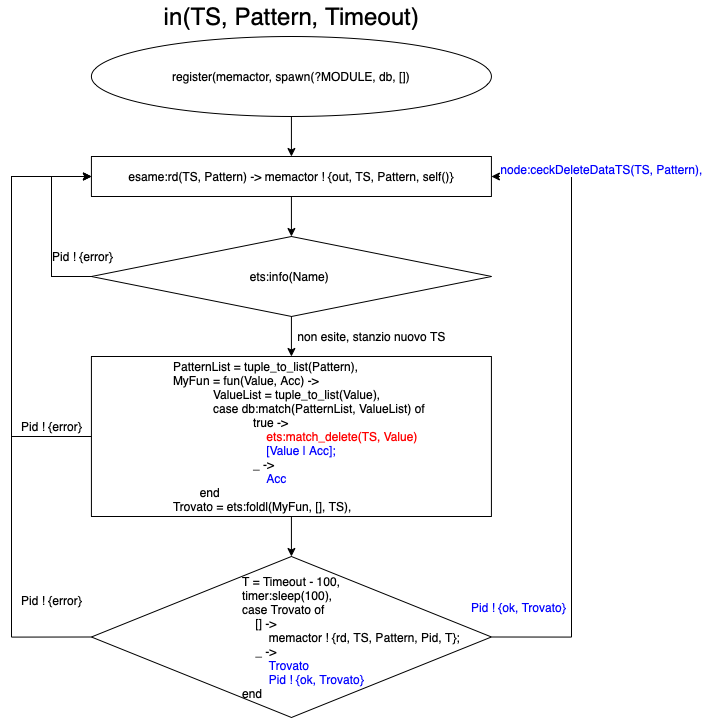 in(TS, Pattern, Timeout)
register(memactor, spawn(?MODULE, db, [])
node:ceckDeleteDataTS(TS, Pattern),
esame:rd(TS, Pattern) -> memactor ! {out, TS, Pattern, self()}
Pid ! {error}
ets:info(Name)
non esite, stanzio nuovo TS
PatternList = tuple_to_list(Pattern),
MyFun = fun(Value, Acc) ->
ValueList = tuple_to_list(Value),
case db:match(PatternList, ValueList) of
true ->
ets:match_delete(TS, Value)
[Value | Acc];
_ ->
Acc
end
Trovato = ets:foldl(MyFun, [], TS),
Pid ! {error}
T = Timeout - 100,
timer:sleep(100),
case Trovato of
[] ->
memactor ! {rd, TS, Pattern, Pid, T};
_ ->
Trovato
Pid ! {ok, Trovato}
end
Pid ! {error}
Pid ! {ok, Trovato}